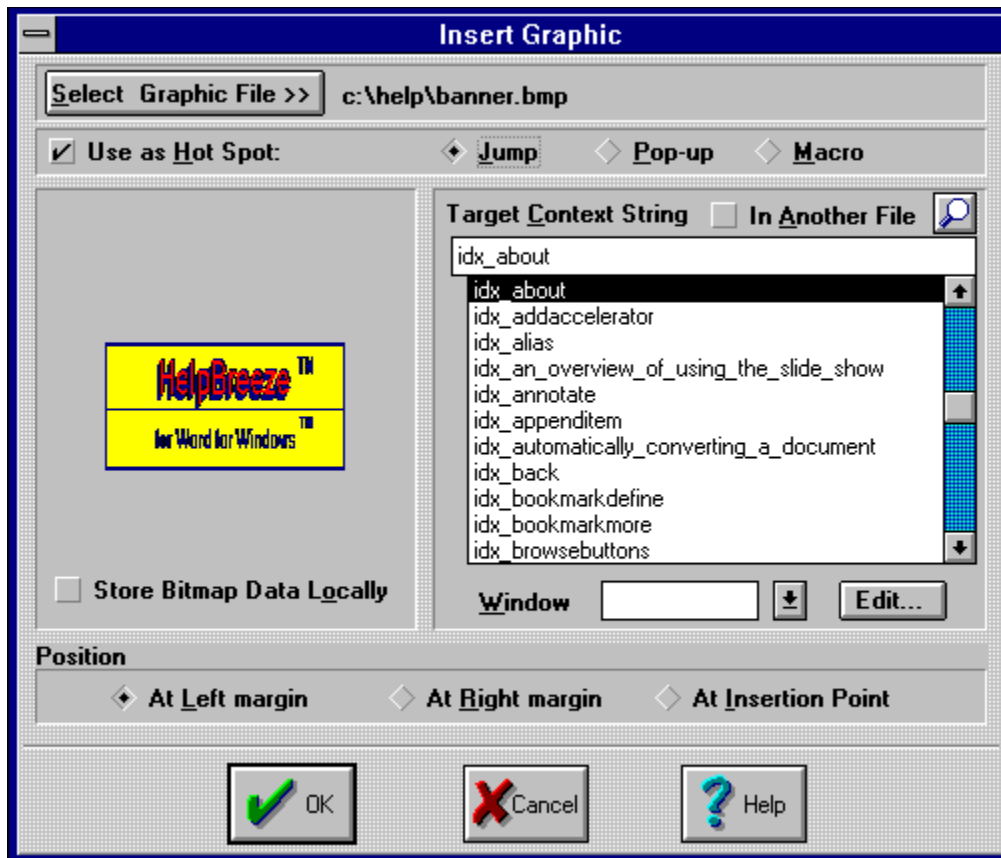 Insert Graphic
Select Graphic File >> c:\help\banner.bmp
Use as Hot Spot: Jump Pop-up Macro
Target Context String In Another File
idx_about
idx_about
idx_addaccelerator
idx_alias
idx_an_overview_of_using_the_slide_show
idx_annotate
idx_appenditem
idx_automatically_converting_a_document
idx_back
idx_bookmarkdefine
idx_bookmarkmore
idx_browsebuttons
HelpBreeze TM
for Word for Windows TM
Store Bitmap Data Locally
Window Edit...
Position
At Left margin At Right margin At Insertion Point
OK Cancel Help